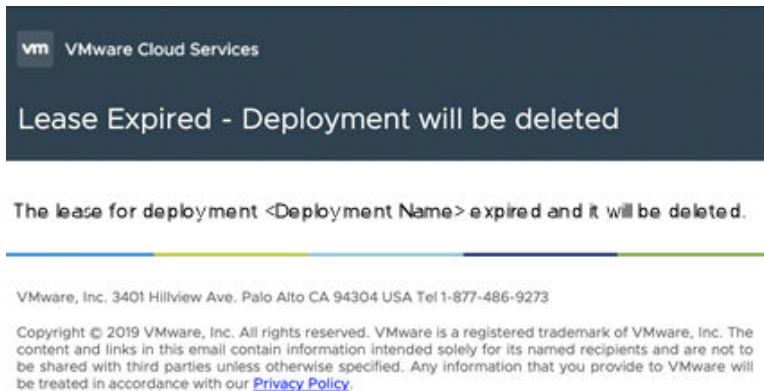 vm VMware Cloud Services
Lease Expired - Deployment will be deleted
The lease for deployment <Deployment Name> expired and it will be deleted.
VMware, Inc. 3401 Hillview Ave. Palo Alto CA 94304 USA Tel 1-877-486-9273
Copyright © 2019 VMware, Inc. All rights reserved. VMware is a registered trademark of VMware, Inc. The
content and links in this email contain information intended solely for its named recipients and are not to
be shared with third parties unless otherwise specified. Any information that you provide to VMware will
be treated in accordance with our Privacy Policy.